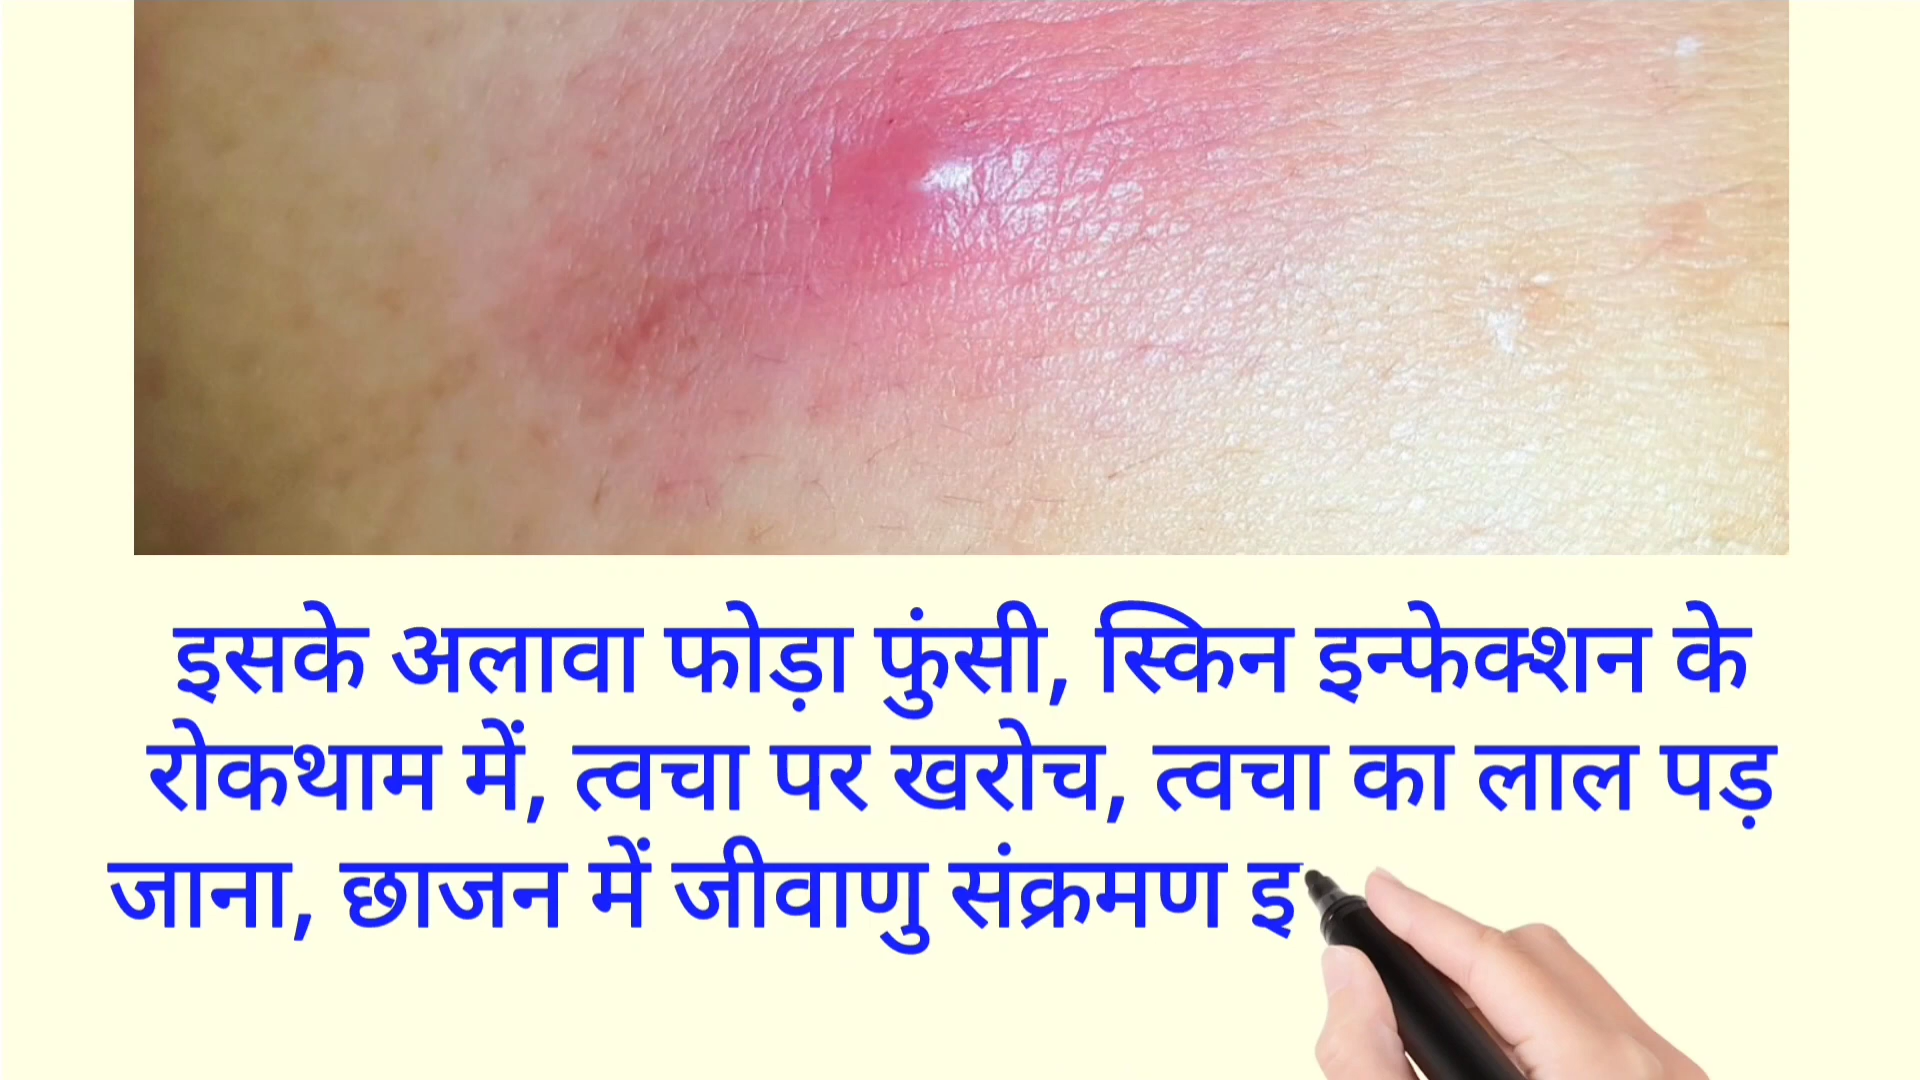 इसके अलावा फोड़ा फुंसी, स्किन इन्फेक्शन के
रोकथाम में, त्वचा पर खरोच, त्वचा का लाल पड़
जाना, छाजन में जीवाणु संक्रमण इ